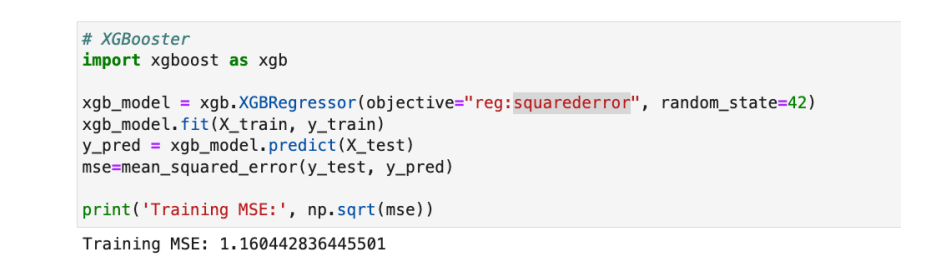 # XGBooster
import xgboost as xgb
xgb_model = xgb.XGBRegressor(objective="reg:squarederror", random_state=42)
xgb_model.fit(X_train, y_train)
y_pred = xgb_model.predict(X_test)
mse=mean_squared_error(y_test, y_pred)
print('Training MSE:', np.sqrt(mse))
Training MSE: 1.160442836445501